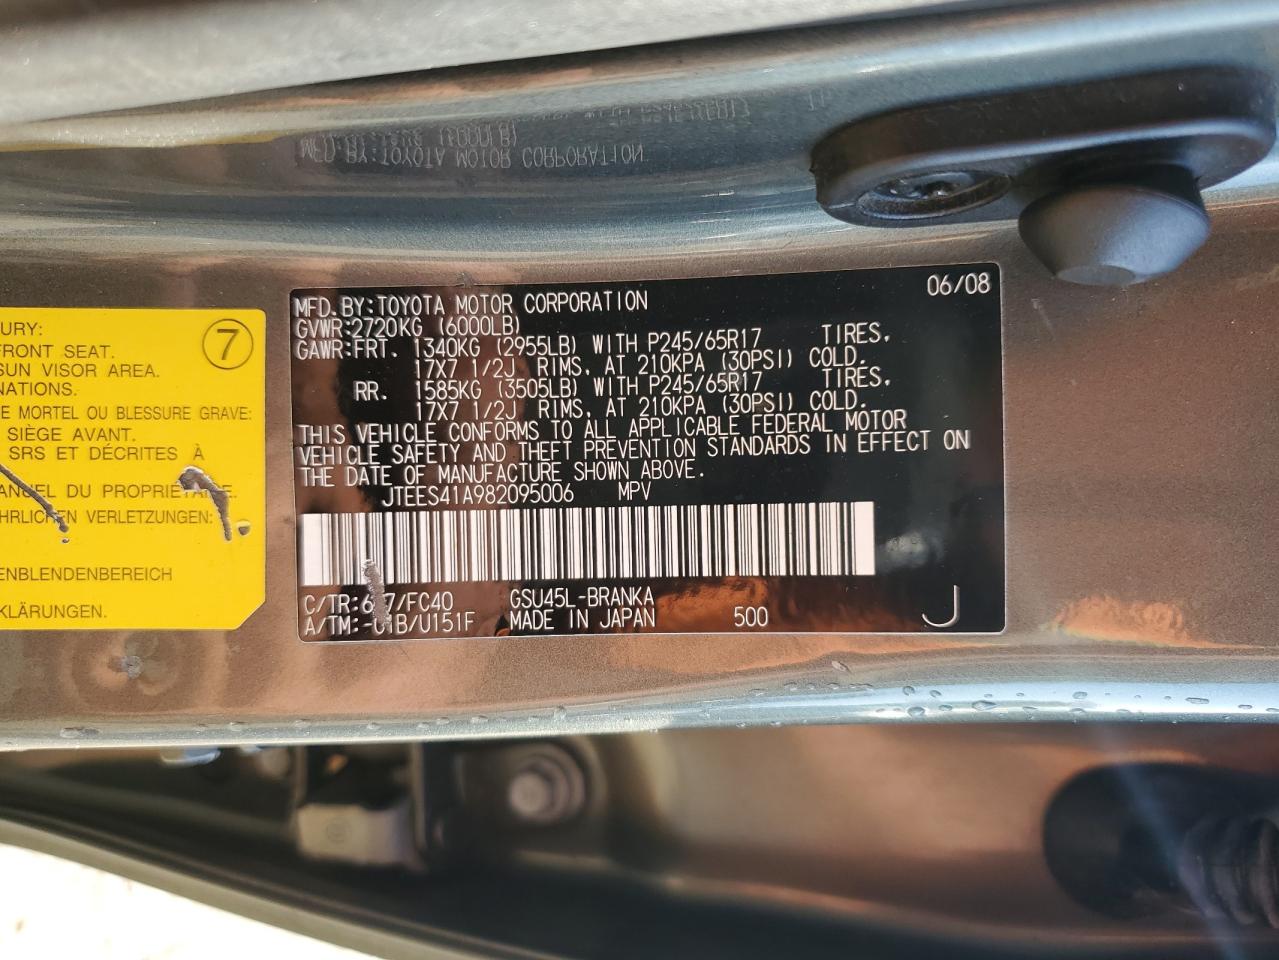 URY:
FRONT SEAT.
SUN VISOR AREA.
NATIONS.
E MORTEL OU BLESSURE GRAVE:
SIÈGE AVANT.
SRS ET DÉCRITES À
ANUEL DU PROPRIÉTAIRE.
HRLICHEN VERLETZUNGEN:
ENBLENDENBEREICH
KLÄRUNGEN.
7
06/08
MFD.BY:TOYOTA MOTOR CORPORATION
GVWR:2720KG (6000LB)
GAWR:FRT. 1340KG (2955LB) WITH P245/65R17 TIRES,
17X7 1/2J RIMS, AT 210KPA (30PSI) COLD.
RR. 1585KG (3505LB) WITH P245/65R17 TIRES,
17X7 1/2J RIMS, AT 210KPA (30PSI) COLD.
THIS VEHICLE CONFORMS TO ALL APPLICABLE FEDERAL MOTOR
VEHICLE SAFETY AND THEFT PREVENTION STANDARDS IN EFFECT ON
THE DATE OF MANUFACTURE SHOWN ABOVE.
JTEES41A982095006 MPV
C/TR: /FC40 GSU45L-BRANKA
A/TM: /U151F MADE IN JAPAN 500
J